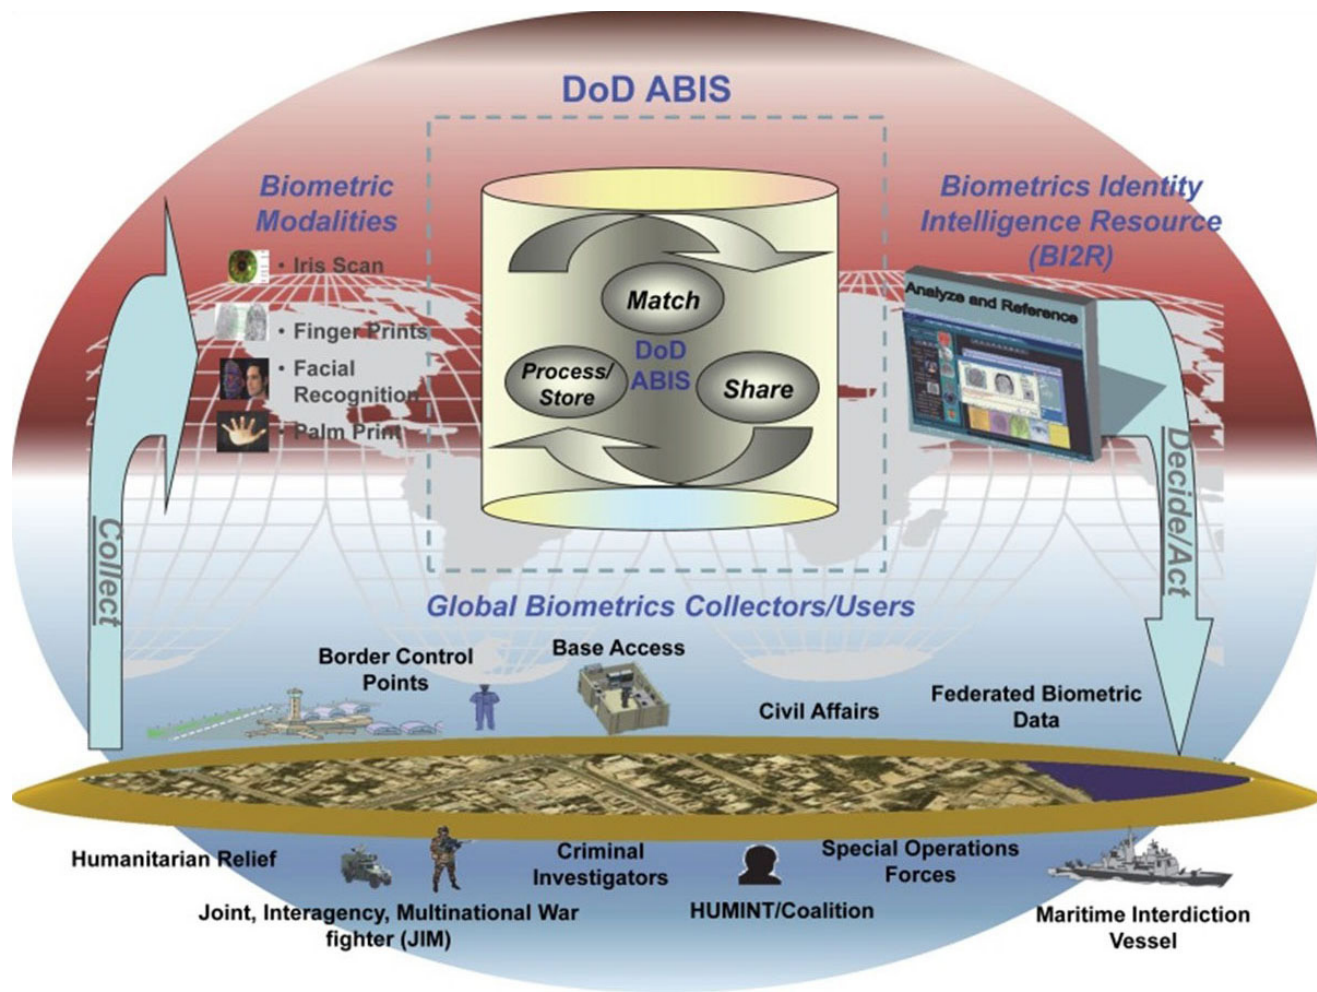 DoD ABIS
Biometric
Modalities
• Iris Scan
• Finger Prints
• Facial
Recognition
• Palm Print
Match
DoD
ABIS
Process/
Store
Share
Biometrics Identity
Intelligence Resource
(BI2R)
Analyze and Reference
Collect
Decide/Act
Global Biometrics Collectors/Users
Border Control
Points
Base Access
Civil Affairs
Federated Biometric
Data
Humanitarian Relief
Joint, Interagency, Multinational War
fighter (JIM)
Criminal
Investigators
HUMINT/Coalition
Special Operations
Forces
Maritime Interdiction
Vessel